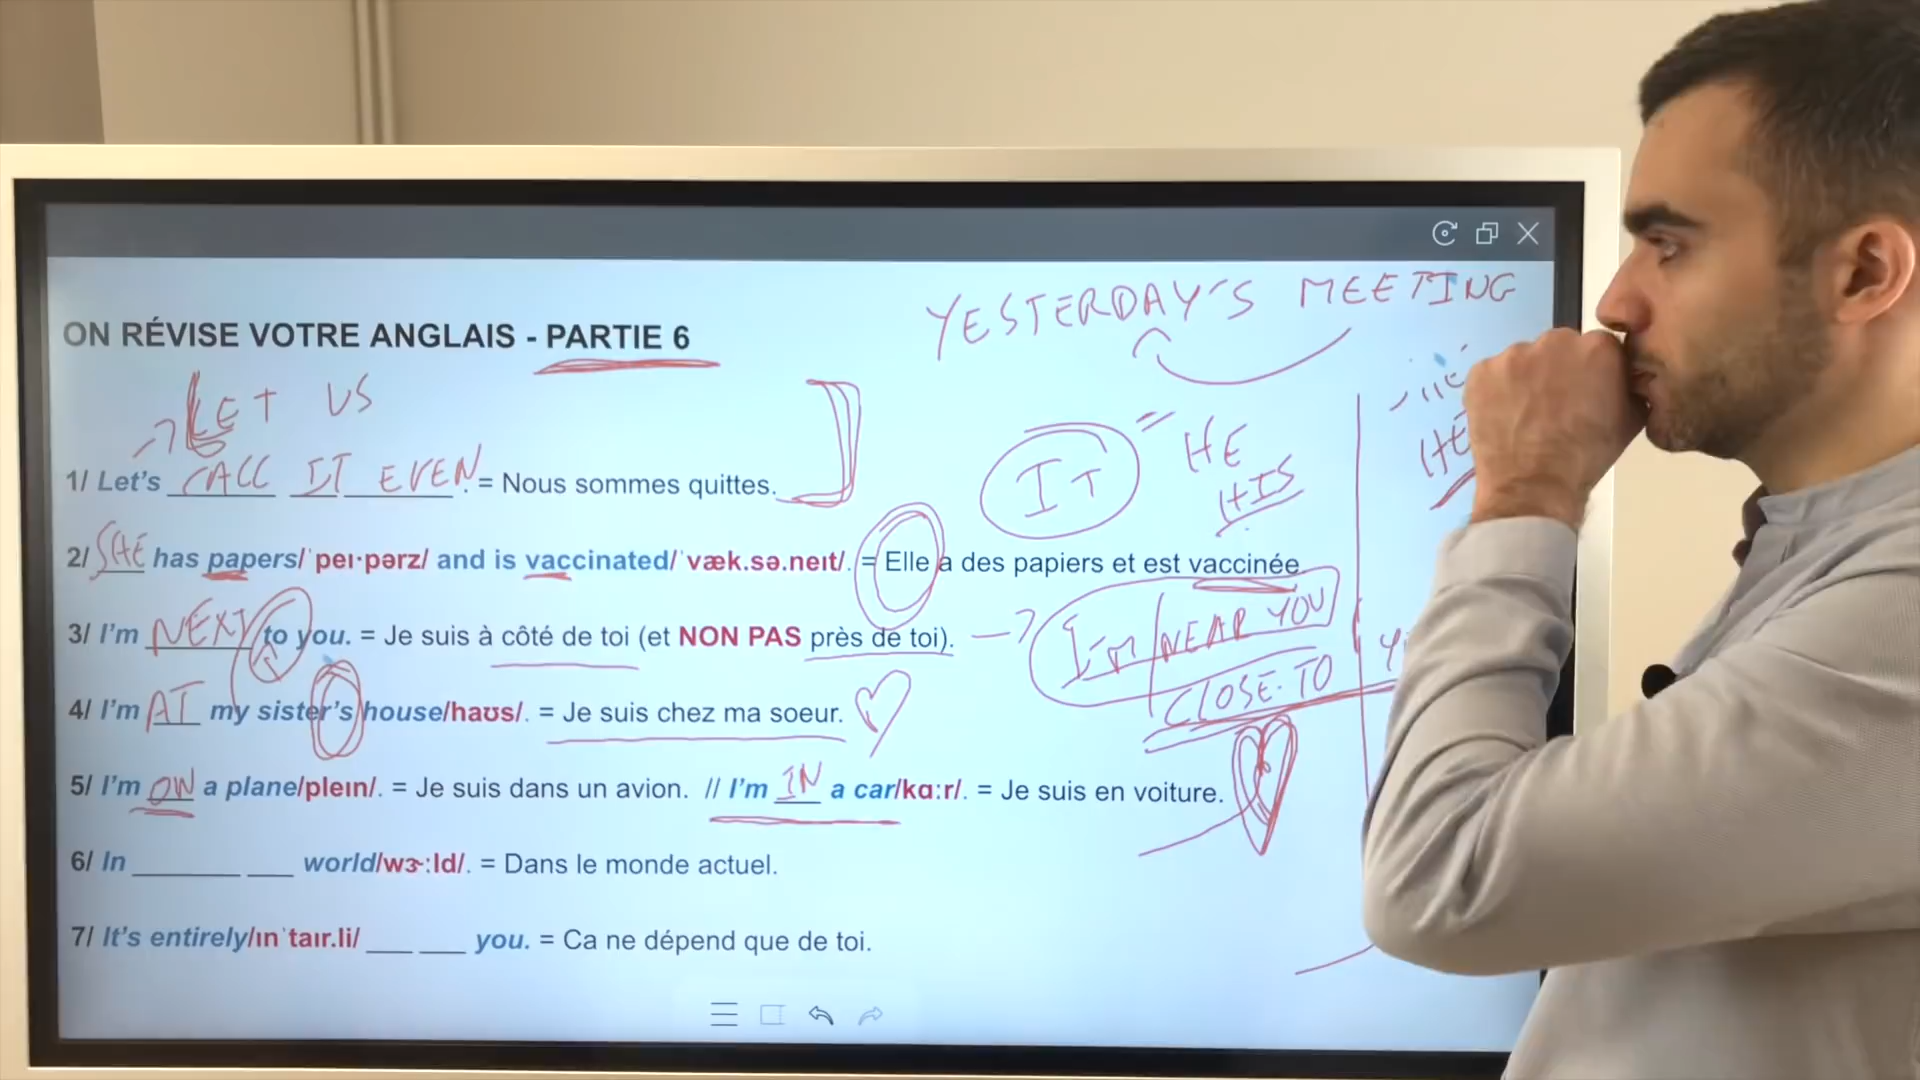 YESTERDAY'S MEETING
ON RÉVISE VOTRE ANGLAIS - PARTIE 6
LET US
IT = HE
HIS
HE
1/ Let's CALL IT EVEN. = Nous sommes quittes.
2/ SHE has papers/ˈpeɪ·pərz/ and is vaccinated/ˈvæk.sə.neɪt/. = Elle a des papiers et est vaccinée.
3/ I'm NEXT to you. = Je suis à côté de toi (et NON PAS près de toi).
I'm NEAR YOU
CLOSE TO
4/ I'm AT my sister's house/haʊs/. = Je suis chez ma soeur.
5/ I'm ON a plane/pleɪn/. = Je suis dans un avion. // I'm IN a car/kɑːr/. = Je suis en voiture.
6/ In ______ ___ world/wɝːld/. = Dans le monde actuel.
7/ It's entirely/ɪnˈtaɪr.li/ ___ ___ you. = Ca ne dépend que de toi.